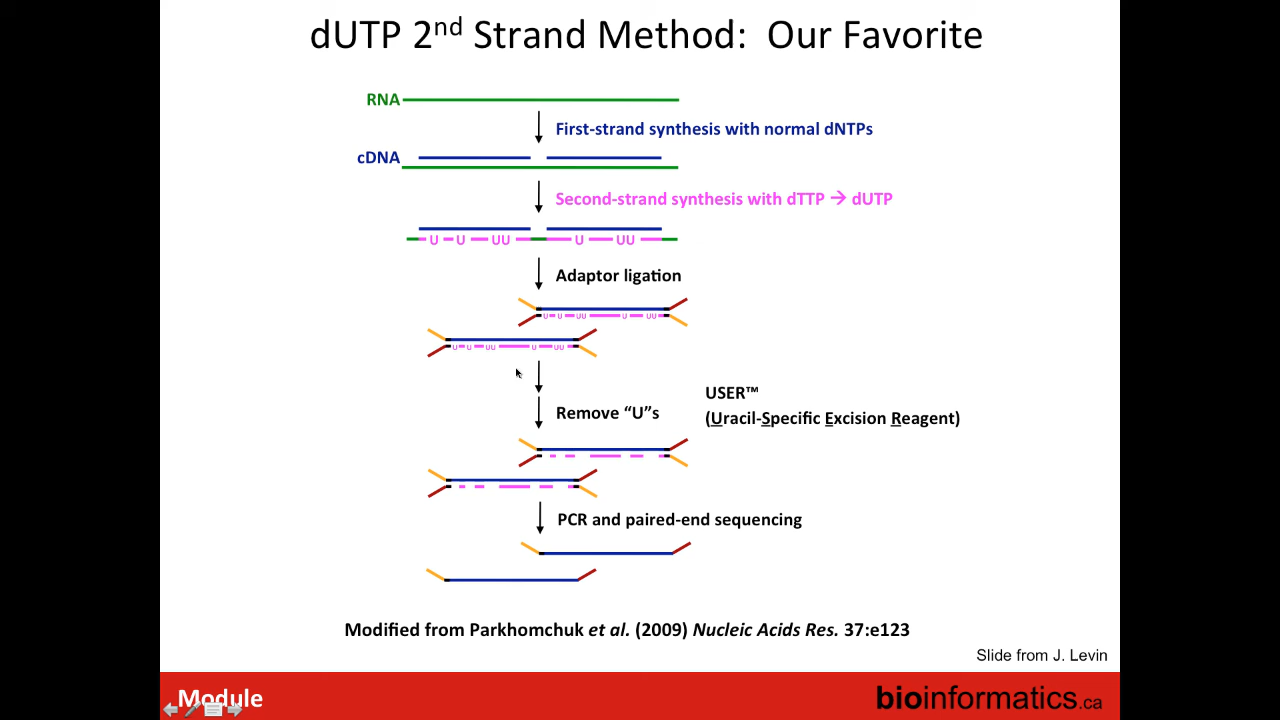 dUTP 2nd Strand Method: Our Favorite
RNA
First-strand synthesis with normal dNTPs
cDNA
Second-strand synthesis with dTTP → dUTP
U U UU U UU
Adaptor ligation
U U UU U UU
U U UU U UU
USER™
Remove “U”s
(Uracil-Specific Excision Reagent)
PCR and paired-end sequencing
Modified from Parkhomchuk et al. (2009) Nucleic Acids Res. 37:e123
Slide from J. Levin
Module
bioinformatics.ca